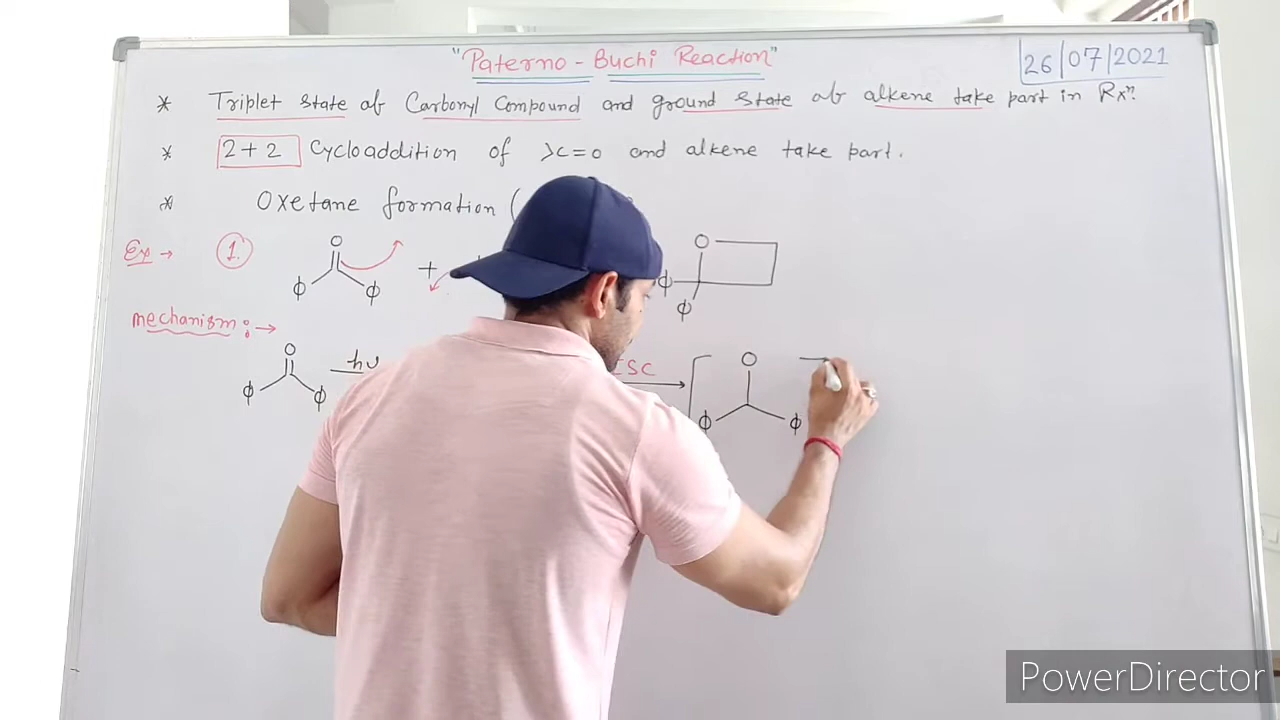 "Paterno - Buchi Reaction"
26/07/2021
* Triplet state of Carbonyl Compound and ground state of alkene take part in Rxn.
* 2+2 Cycloaddition of >C=O and alkene take part.
* Oxetane formation (
Ex → 1.
O
ϕ ϕ +
O
ϕ
ϕ
mechanism : →
O
ϕ ϕ
hν
ISC
O
ϕ ϕ
PowerDirector